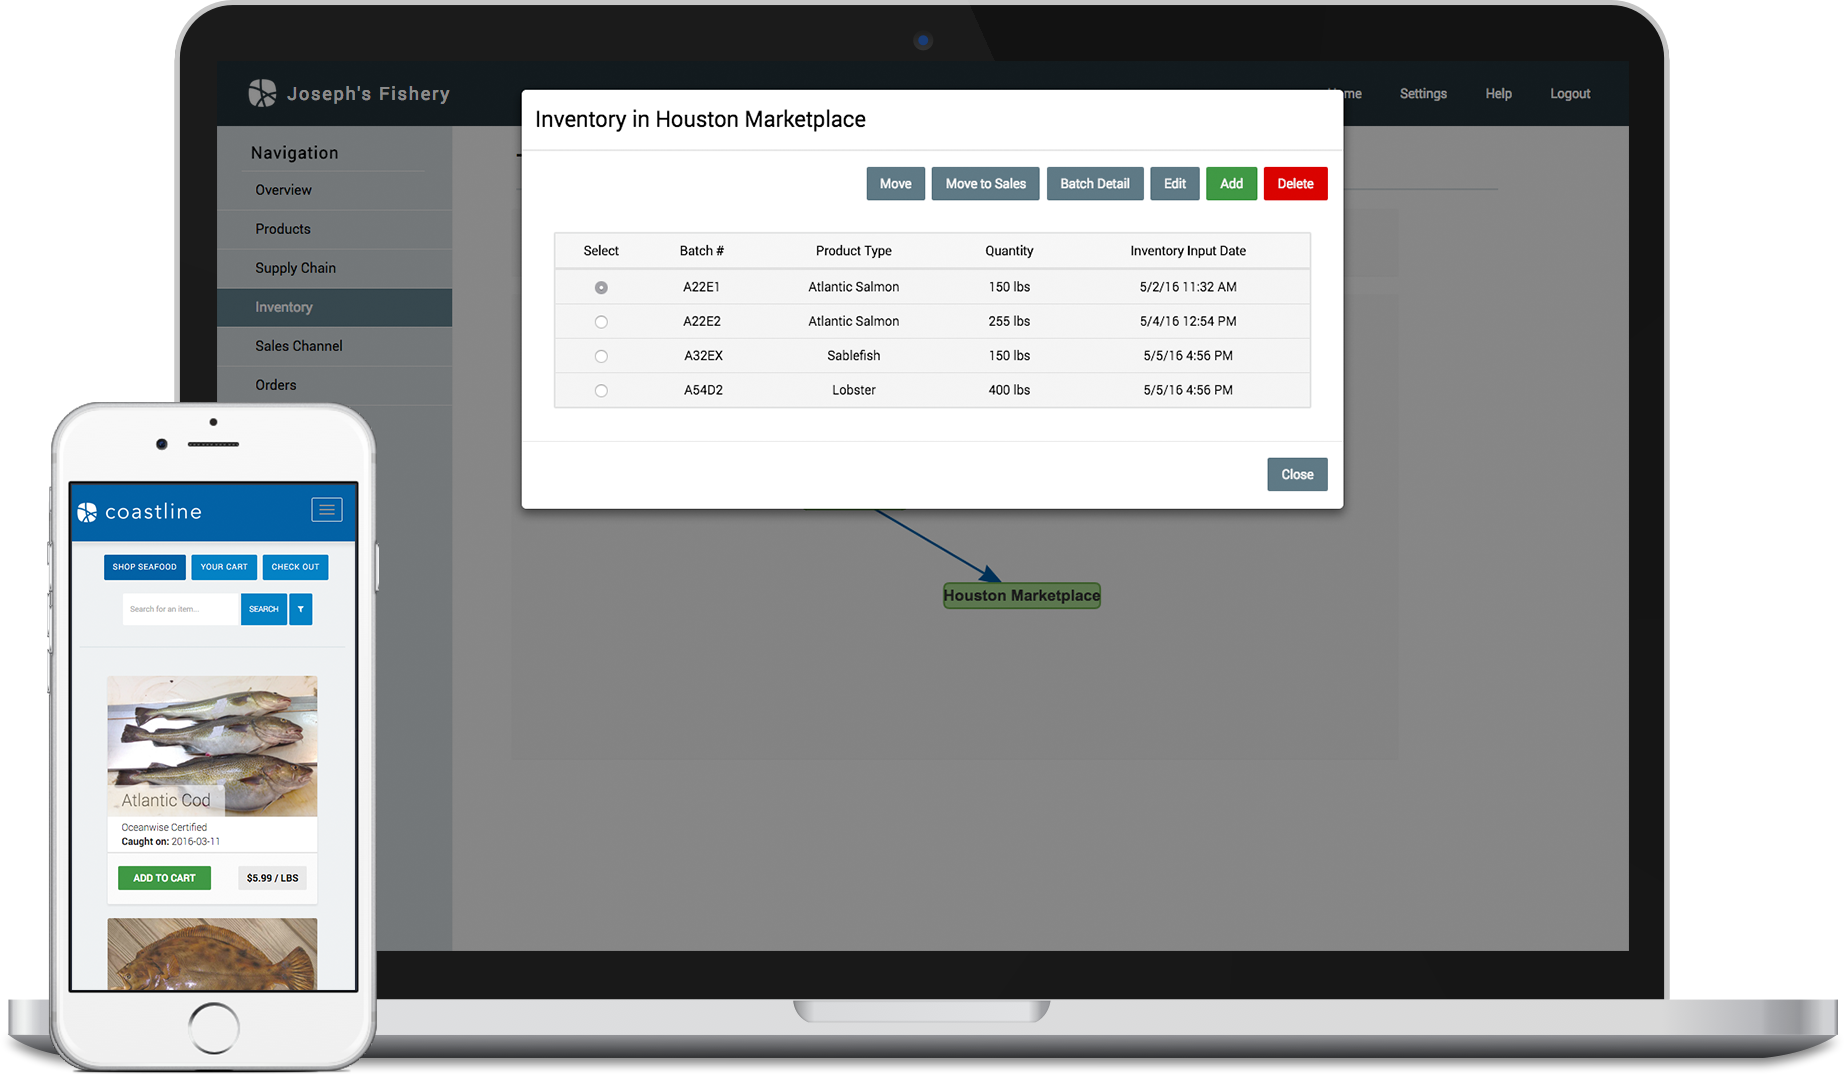 Joseph's Fishery
Settings
Help
Logout
Navigation
Overview
Products
Supply Chain
Inventory
Sales Channel
Orders
Inventory in Houston Marketplace
Move Move to Sales Batch Detail Edit Add Delete
Select Batch # Product Type Quantity Inventory Input Date
A22E1 Atlantic Salmon 150 lbs 5/2/16 11:32 AM
A22E2 Atlantic Salmon 255 lbs 5/4/16 12:54 PM
A32EX Sablefish 150 lbs 5/5/16 4:56 PM
A54D2 Lobster 400 lbs 5/5/16 4:56 PM
Close
Houston Marketplace
coastline
SHOP SEAFOOD YOUR CART CHECK OUT
Search for an item... SEARCH
Atlantic Cod
Oceanwise Certified
Caught on: 2016-03-11
ADD TO CART $5.99 / LBS